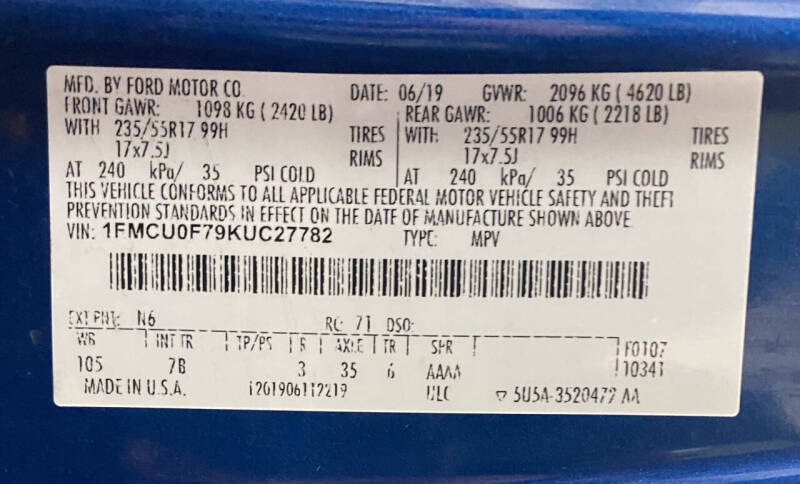 MFD. BY FORD MOTOR CO. DATE: 06/19 GVWR: 2096 KG ( 4620 LB)
FRONT GAWR: 1098 KG ( 2420 LB) REAR GAWR: 1006 KG ( 2218 LB)
WITH 235/55R17 99H TIRES WITH: 235/55R17 99H TIRES
17x7.5J RIMS 17x7.5J RIMS
AT 240 kPa/ 35 PSI COLD AT 240 kPa/ 35 PSI COLD
THIS VEHICLE CONFORMS TO ALL APPLICABLE FEDERAL MOTOR VEHICLE SAFETY AND THEFT
PREVENTION STANDARDS IN EFFECT ON THE DATE OF MANUFACTURE SHOWN ABOVE.
VIN: 1FMCU0F79KUC27782 TYPE: MPV
EXT PNT: N6 RC: 71 DSO:
WB INT TR TP/PS R AXLE TR SPR F0107
105 7B 3 35 6 AAAA 10341
MADE IN U.S.A. ULC 5U5A-3520472 AA